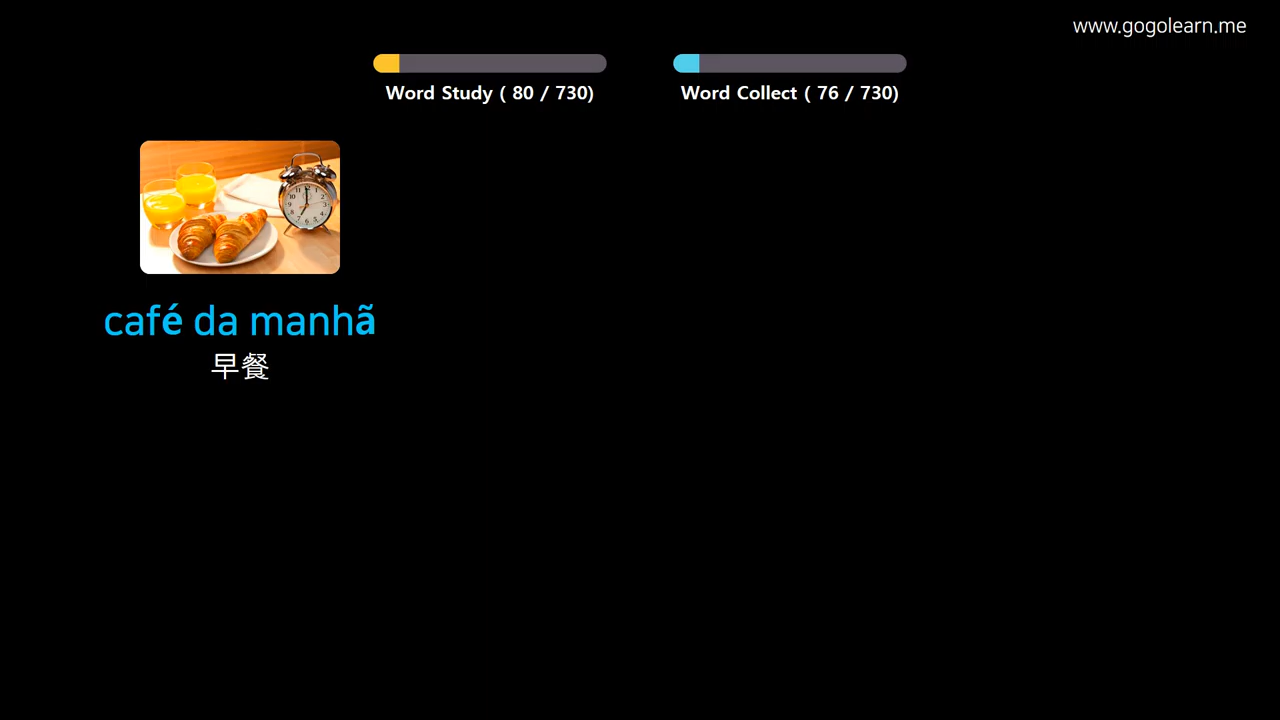 www.gogolearn.me
Word Study ( 80 / 730)
Word Collect ( 76 / 730)
café da manhã
早餐